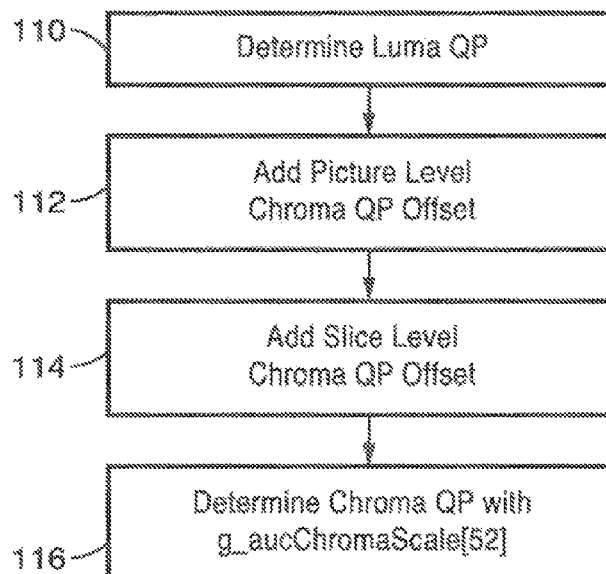 110
Determine Luma QP
112
Add Picture Level
Chroma QP Offset
114
Add Slice Level
Chroma QP Offset
116
Determine Chroma QP with
g_aucChromaScale[52]